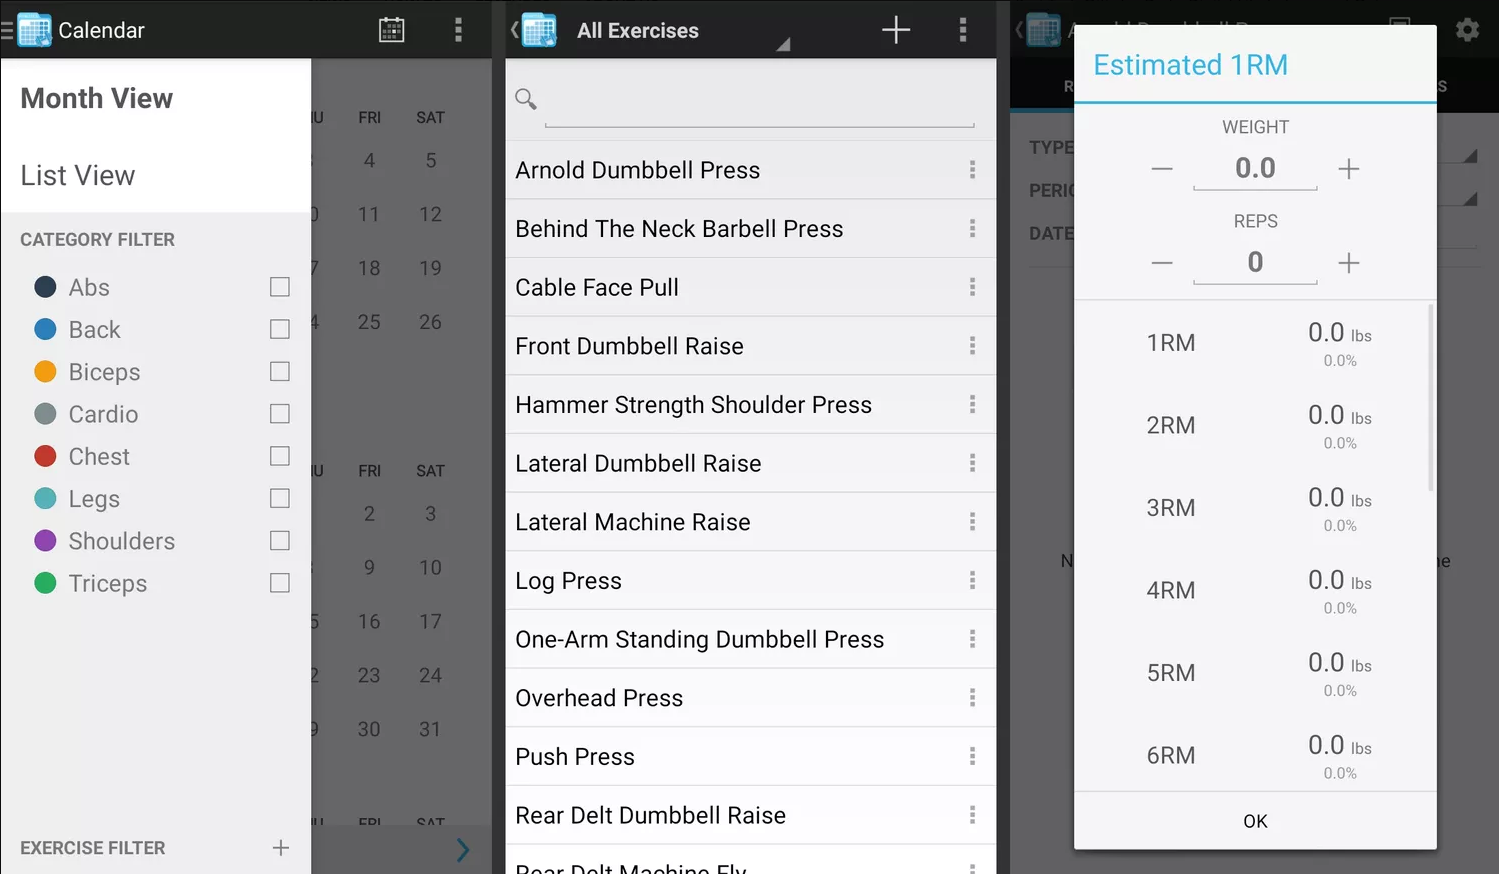 Calendar
Month View
List View
CATEGORY FILTER
Abs
Back
Biceps
Cardio
Chest
Legs
Shoulders
Triceps
EXERCISE FILTER
FRI SAT
4 5
11 12
18 19
25 26
FRI SAT
2 3
9 10
16 17
23 24
30 31
FRI SAT
All Exercises
Arnold Dumbbell Press
Behind The Neck Barbell Press
Cable Face Pull
Front Dumbbell Raise
Hammer Strength Shoulder Press
Lateral Dumbbell Raise
Lateral Machine Raise
Log Press
One-Arm Standing Dumbbell Press
Overhead Press
Push Press
Rear Delt Dumbbell Raise
Rear Delt Machine Fly
TYPE
DATE
Estimated 1RM
WEIGHT
0.0
REPS
0
1RM 0.0 lbs
0.0%
2RM 0.0 lbs
0.0%
3RM 0.0 lbs
0.0%
4RM 0.0 lbs
0.0%
5RM 0.0 lbs
0.0%
6RM 0.0 lbs
0.0%
OK